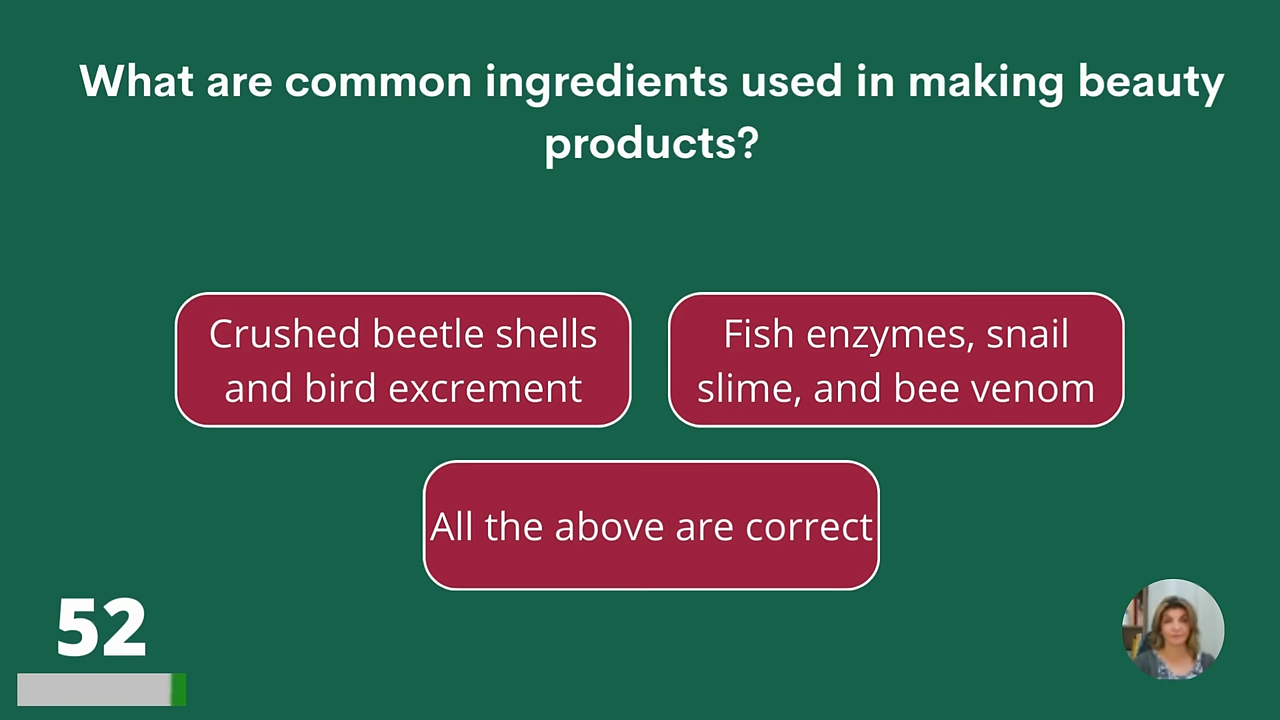 What are common ingredients used in making beauty
products?
Crushed beetle shells
and bird excrement
Fish enzymes, snail
slime, and bee venom
All the above are correct
52